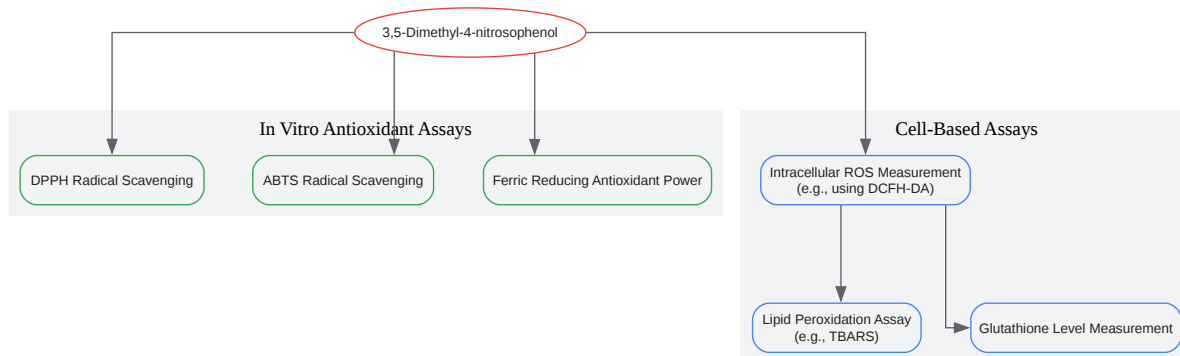 3,5-Dimethyl-4-nitrosophenol
In Vitro Antioxidant Assays
Cell-Based Assays
DPPH Radical Scavenging
ABTS Radical Scavenging
Ferric Reducing Antioxidant Power
Intracellular ROS Measurement
(e.g., using DCFH-DA)
Lipid Peroxidation Assay
(e.g., TBARS)
Glutathione Level Measurement